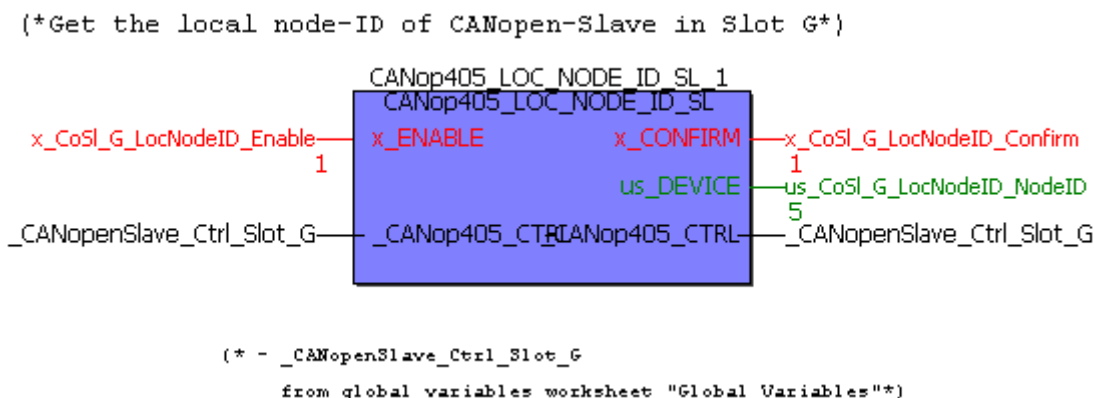 (*Get the local node-ID of CANopen-Slave in Slot G*)
CANop405_LOC_NODE_ID_SL_1
CANop405_LOC_NODE_ID_SL
x_CoSl_G_LocNodeID_Enable x_ENABLE x_CONFIRM x_CoSl_G_LocNodeID_Confirm
1 1
us_DEVICE us_CoSl_G_LocNodeID_NodeID
5
_CANopenSlave_Ctrl_Slot_G _CANop405_CTRL _CANop405_CTRL _CANopenSlave_Ctrl_Slot_G
(* - _CANopenSlave_Ctrl_Slot_G
from global variables worksheet "Global Variables"*)